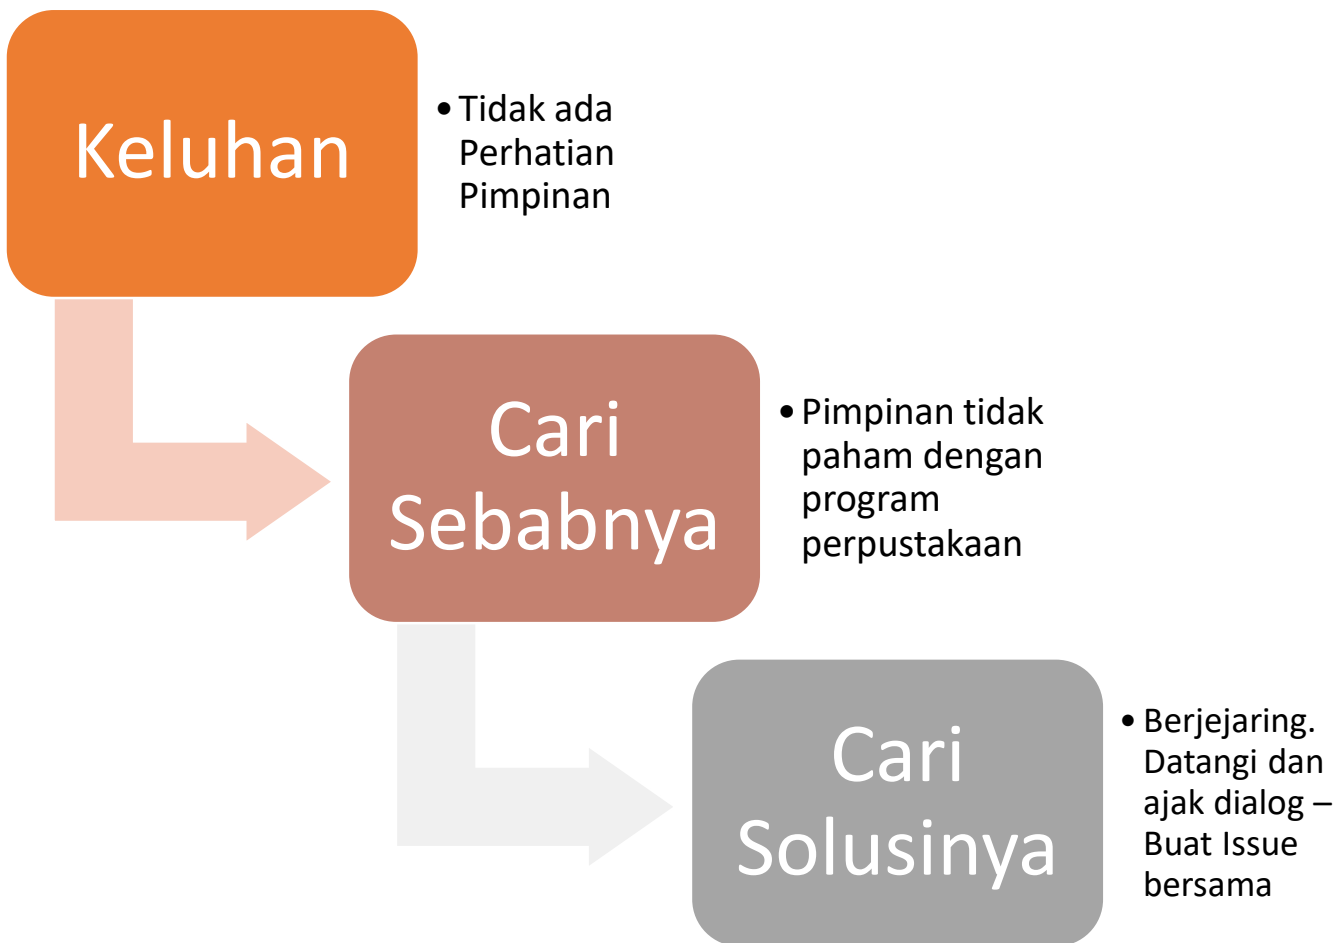 Keluhan
• Tidak ada
Perhatian
Pimpinan
Cari
Sebabnya
• Pimpinan tidak
paham dengan
program
perpustakaan
Cari
Solusinya
• Berjejaring.
Datangi dan
ajak dialog –
Buat Issue
bersama